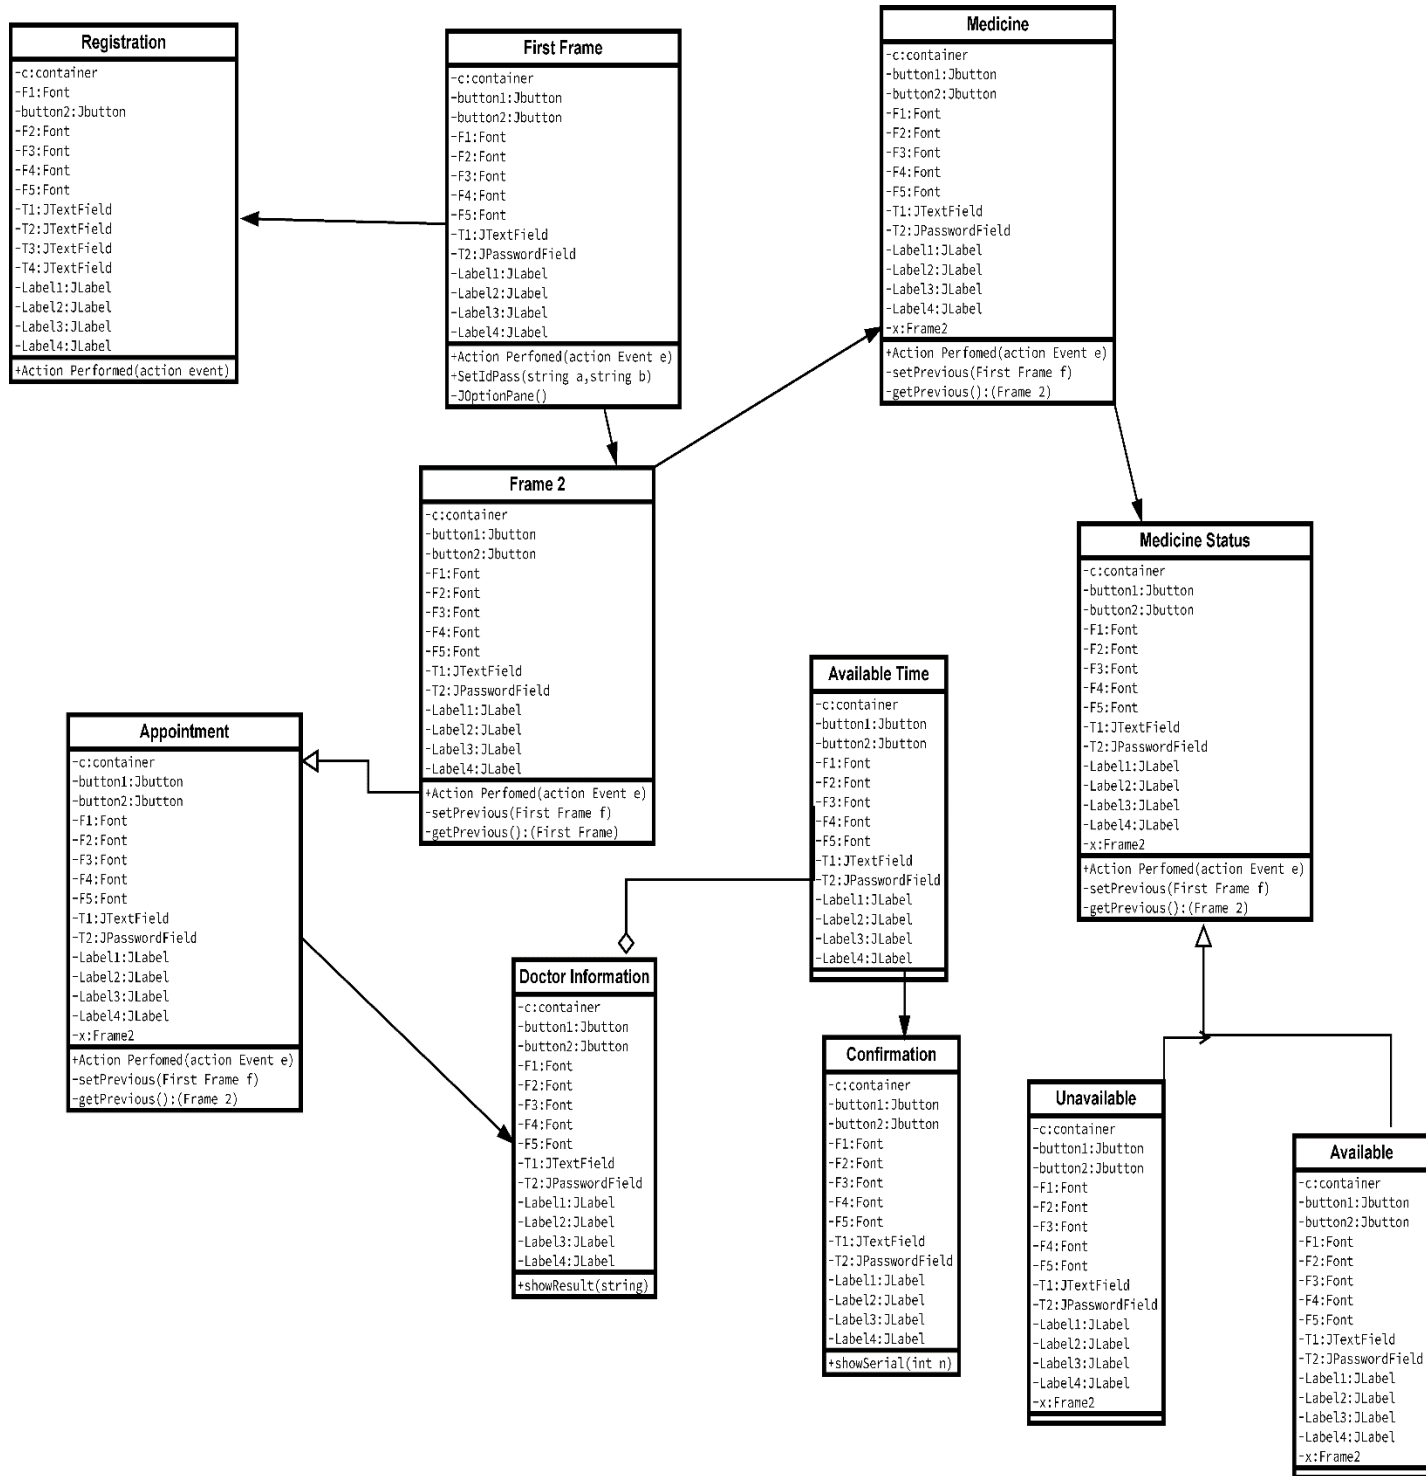 Registration
-c:container
-F1:Font
-button2:Jbutton
-F2:Font
-F3:Font
-F4:Font
-F5:Font
-T1:JTextField
-T2:JTextField
-T3:JTextField
-T4:JTextField
-Label1:JLabel
-Label2:JLabel
-Label3:JLabel
-Label4:JLabel
+Action Performed(action event)
First Frame
-c:container
-button1:Jbutton
-button2:Jbutton
-F1:Font
-F2:Font
-F3:Font
-F4:Font
-F5:Font
-T1:JTextField
-T2:JPasswordField
-Label1:JLabel
-Label2:JLabel
-Label3:JLabel
-Label4:JLabel
+Action Perfomed(action Event e)
+SetIdPass(string a,string b)
-JOptionPane()
Medicine
-c:container
-button1:Jbutton
-button2:Jbutton
-F1:Font
-F2:Font
-F3:Font
-F4:Font
-F5:Font
-T1:JTextField
-T2:JPasswordField
-Label1:JLabel
-Label2:JLabel
-Label3:JLabel
-Label4:JLabel
-x:Frame2
+Action Perfomed(action Event e)
-setPrevious(First Frame f)
-getPrevious():(Frame 2)
Frame 2
-c:container
-button1:Jbutton
-button2:Jbutton
-F1:Font
-F2:Font
-F3:Font
-F4:Font
-F5:Font
-T1:JTextField
-T2:JPasswordField
-Label1:JLabel
-Label2:JLabel
-Label3:JLabel
-Label4:JLabel
+Action Perfomed(action Event e)
-setPrevious(First Frame f)
-getPrevious():(First Frame)
Medicine Status
-c:container
-button1:Jbutton
-button2:Jbutton
-F1:Font
-F2:Font
-F3:Font
-F4:Font
-F5:Font
-T1:JTextField
-T2:JPasswordField
-Label1:JLabel
-Label2:JLabel
-Label3:JLabel
-Label4:JLabel
-x:Frame2
+Action Perfomed(action Event e)
-setPrevious(First Frame f)
-getPrevious():(Frame 2)
Appointment
-c:container
-button1:Jbutton
-button2:Jbutton
-F1:Font
-F2:Font
-F3:Font
-F4:Font
-F5:Font
-T1:JTextField
-T2:JPasswordField
-Label1:JLabel
-Label2:JLabel
-Label3:JLabel
-Label4:JLabel
-x:Frame2
+Action Perfomed(action Event e)
-setPrevious(First Frame f)
-getPrevious():(Frame 2)
Available Time
-c:container
-button1:Jbutton
-button2:Jbutton
-F1:Font
-F2:Font
-F3:Font
-F4:Font
-F5:Font
-T1:JTextField
-T2:JPasswordField
-Label1:JLabel
-Label2:JLabel
-Label3:JLabel
-Label4:JLabel
Doctor Information
-c:container
-button1:Jbutton
-button2:Jbutton
-F1:Font
-F2:Font
-F3:Font
-F4:Font
-F5:Font
-T1:JTextField
-T2:JPasswordField
-Label1:JLabel
-Label2:JLabel
-Label3:JLabel
-Label4:JLabel
+showResult(string)
Confirmation
-c:container
-button1:Jbutton
-button2:Jbutton
-F1:Font
-F2:Font
-F3:Font
-F4:Font
-F5:Font
-T1:JTextField
-T2:JPasswordField
-Label1:JLabel
-Label2:JLabel
-Label3:JLabel
-Label4:JLabel
+showSerial(int n)
Unavailable
-c:container
-button1:Jbutton
-button2:Jbutton
-F1:Font
-F2:Font
-F3:Font
-F4:Font
-F5:Font
-T1:JTextField
-T2:JPasswordField
-Label1:JLabel
-Label2:JLabel
-Label3:JLabel
-Label4:JLabel
-x:Frame2
Available
-c:container
-button1:Jbutton
-button2:Jbutton
-F1:Font
-F2:Font
-F3:Font
-F4:Font
-F5:Font
-T1:JTextField
-T2:JPasswordField
-Label1:JLabel
-Label2:JLabel
-Label3:JLabel
-Label4:JLabel
-x:Frame2